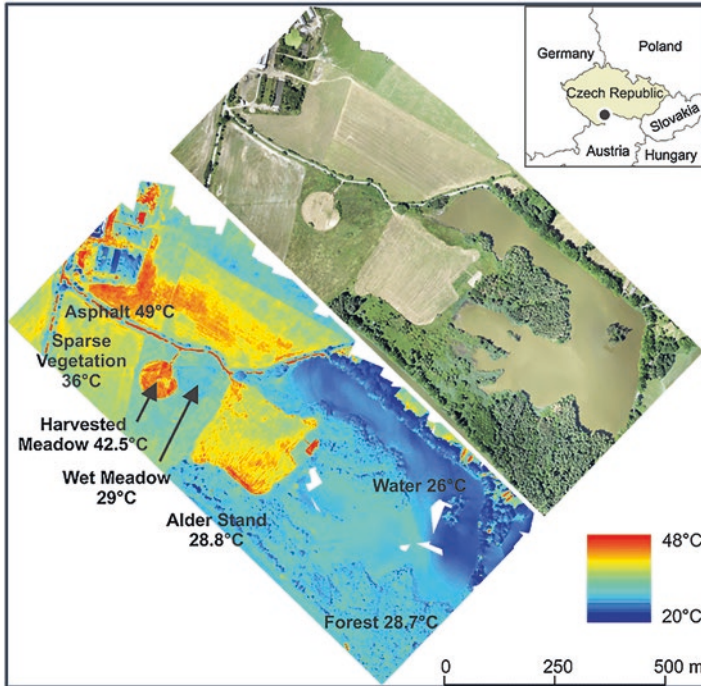 Germany
Poland
Czech Republic
Slovakia
Austria
Hungary
Asphalt 49°C
Sparse
Vegetation
36°C
Harvested
Meadow 42.5°C
Wet Meadow
29°C
Alder Stand
28.8°C
Water 26°C
Forest 28.7°C
48°C
20°C
0
250
500 m